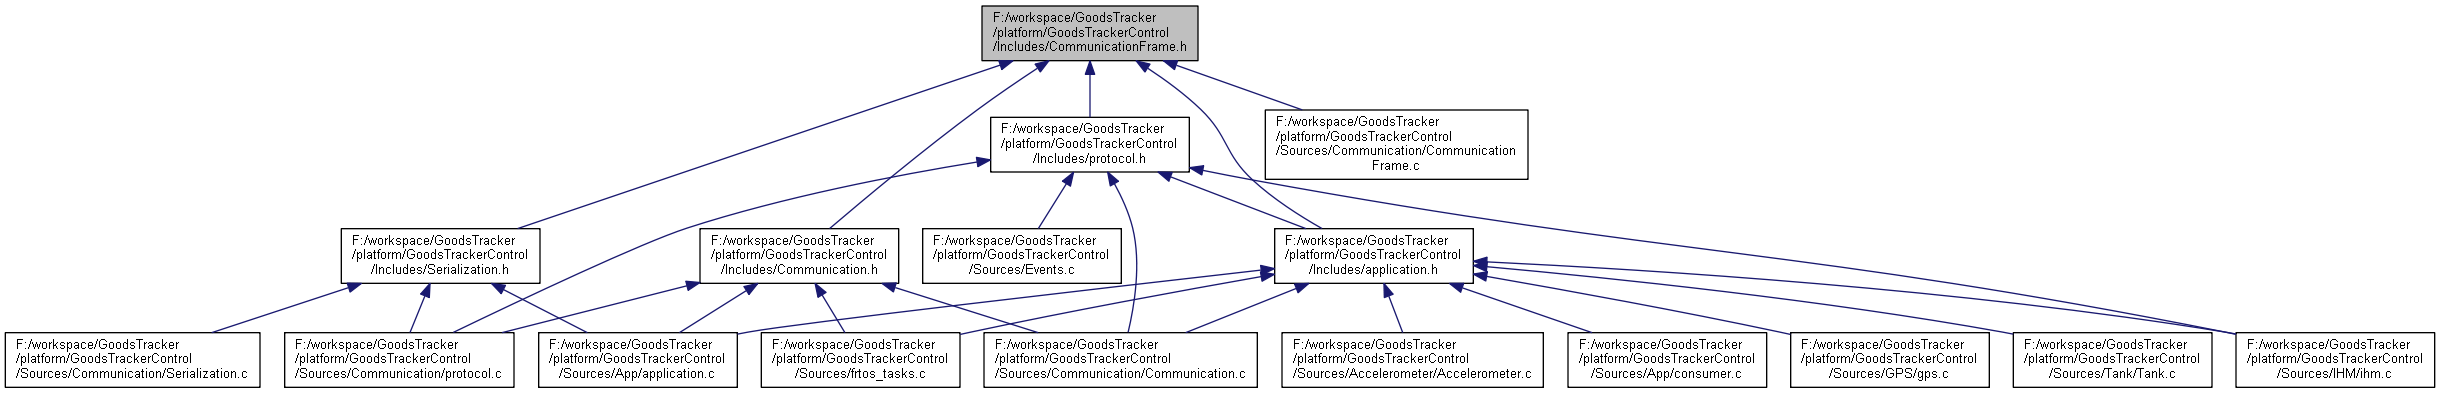 F:/workspace/GoodsTracker
/platform/GoodsTrackerControl
/Includes/CommunicationFrame.h
F:/workspace/GoodsTracker
/platform/GoodsTrackerControl
/Includes/protocol.h
F:/workspace/GoodsTracker
/platform/GoodsTrackerControl
/Sources/Communication/Communication
Frame.c
F:/workspace/GoodsTracker
/platform/GoodsTrackerControl
/Includes/Serialization.h
F:/workspace/GoodsTracker
/platform/GoodsTrackerControl
/Includes/Communication.h
F:/workspace/GoodsTracker
/platform/GoodsTrackerControl
/Sources/Events.c
F:/workspace/GoodsTracker
/platform/GoodsTrackerControl
/Includes/application.h
F:/workspace/GoodsTracker
/platform/GoodsTrackerControl
/Sources/Communication/Serialization.c
F:/workspace/GoodsTracker
/platform/GoodsTrackerControl
/Sources/Communication/protocol.c
F:/workspace/GoodsTracker
/platform/GoodsTrackerControl
/Sources/App/application.c
F:/workspace/GoodsTracker
/platform/GoodsTrackerControl
/Sources/frtos_tasks.c
F:/workspace/GoodsTracker
/platform/GoodsTrackerControl
/Sources/Communication/Communication.c
F:/workspace/GoodsTracker
/platform/GoodsTrackerControl
/Sources/Accelerometer/Accelerometer.c
F:/workspace/GoodsTracker
/platform/GoodsTrackerControl
/Sources/App/consumer.c
F:/workspace/GoodsTracker
/platform/GoodsTrackerControl
/Sources/GPS/gps.c
F:/workspace/GoodsTracker
/platform/GoodsTrackerControl
/Sources/Tank/Tank.c
F:/workspace/GoodsTracker
/platform/GoodsTrackerControl
/Sources/IHM/ihm.c